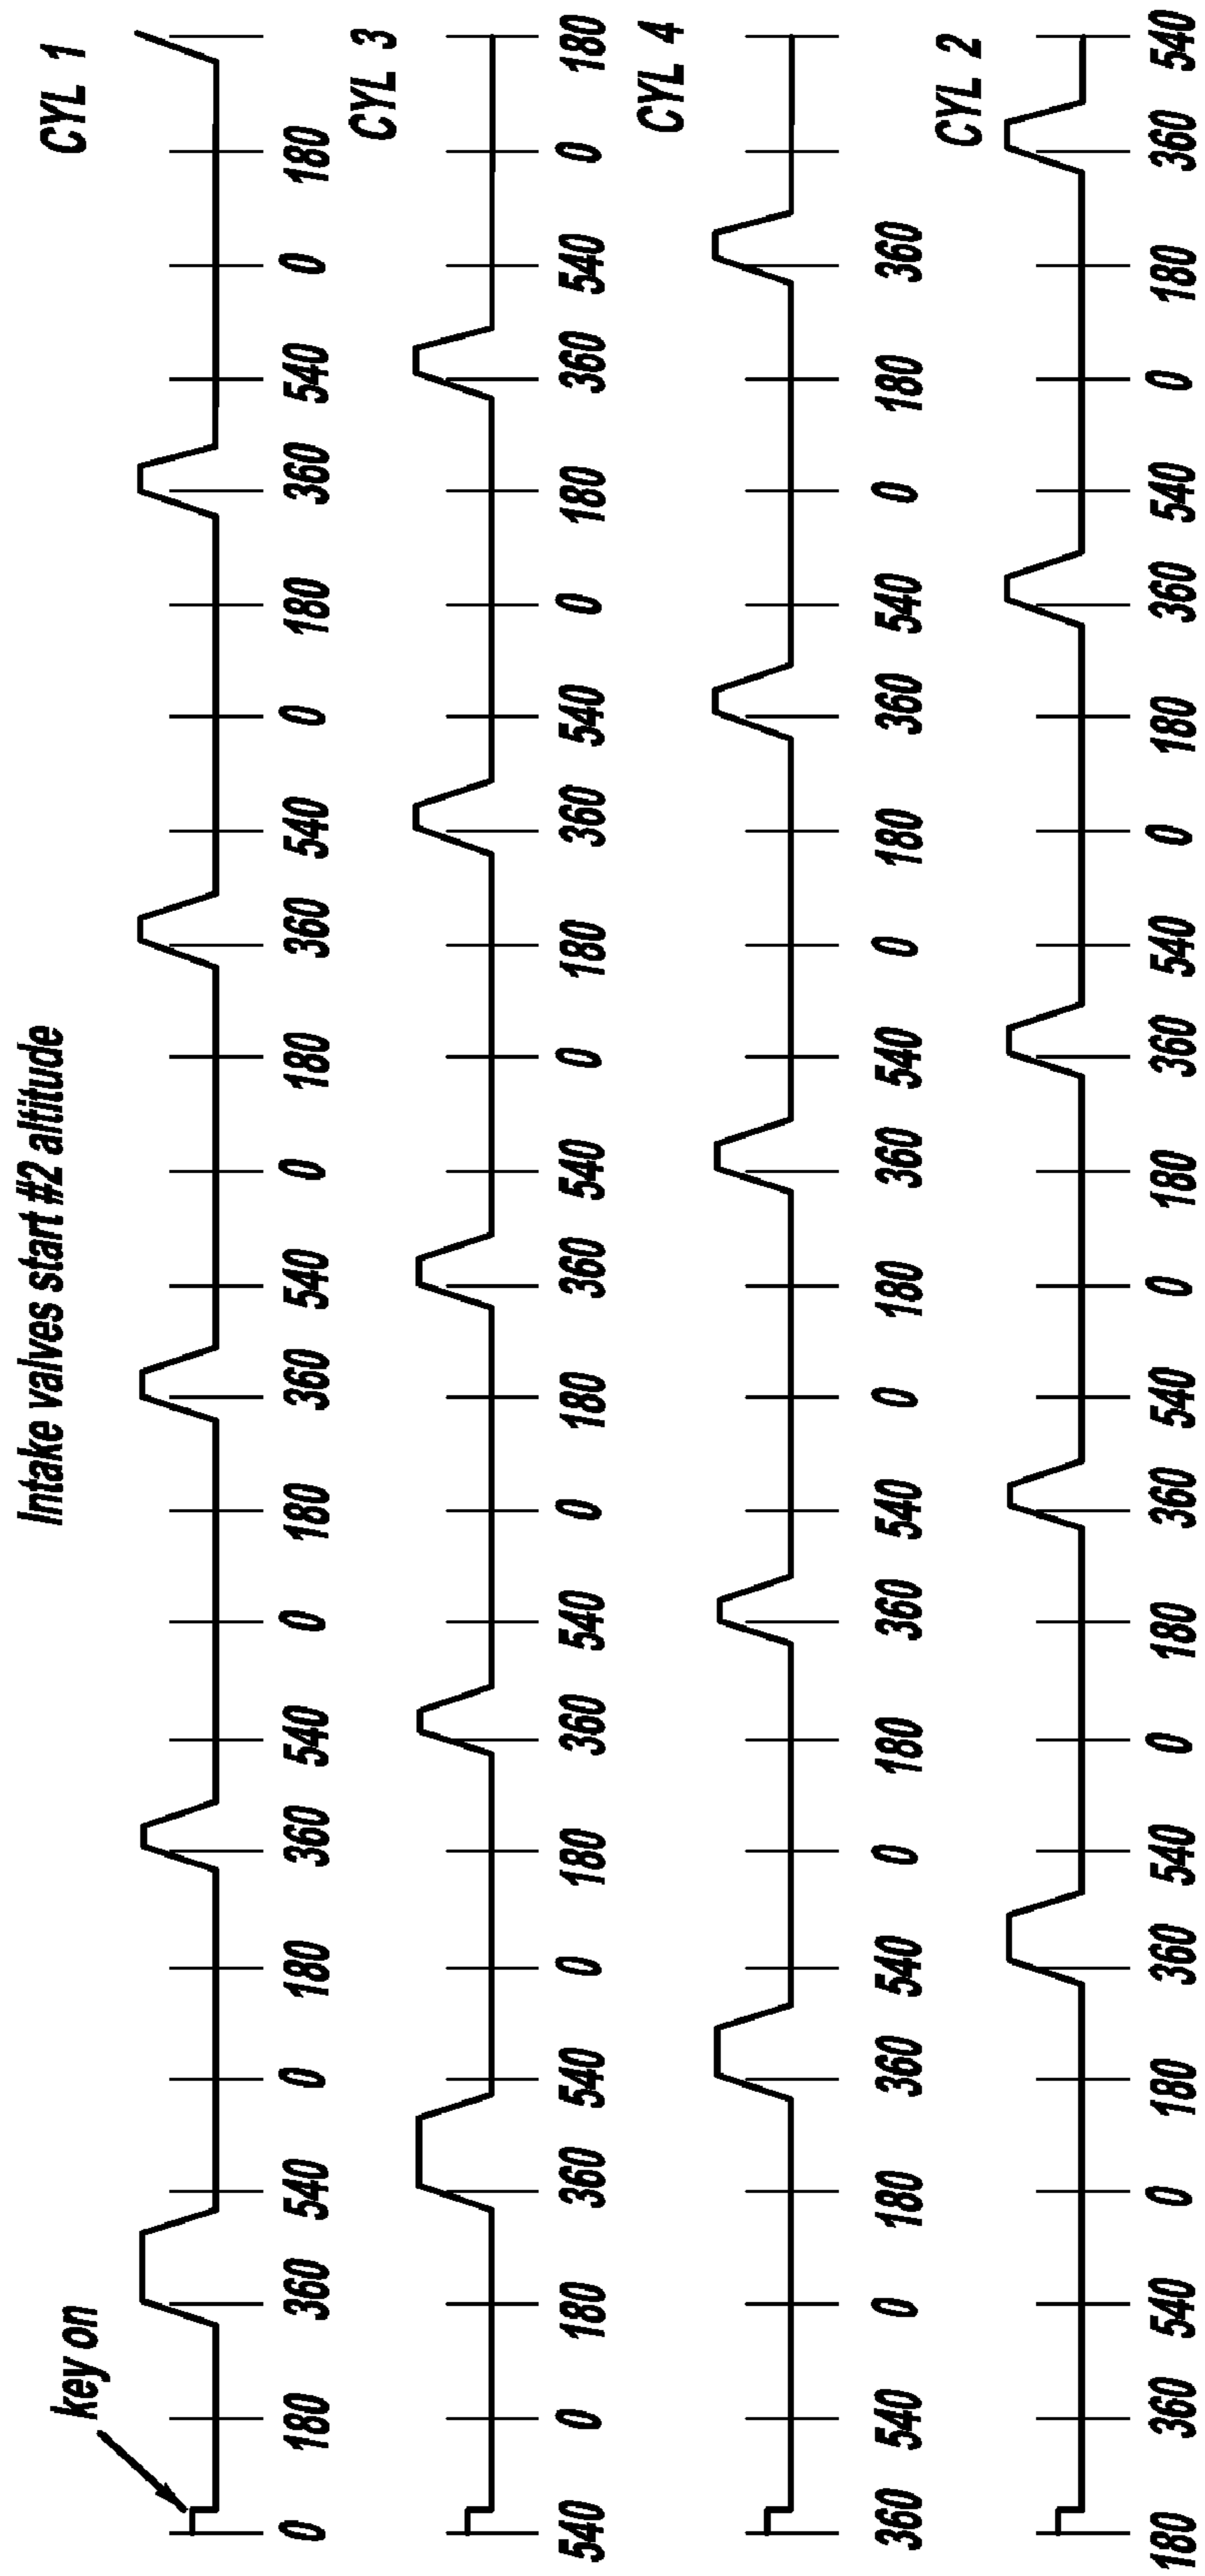 Intake valves start #2 altitude
key on
CYL 1
0 180 360 540 0 180 360 540 0 180 360 540 0 180 360 540 0 180 360 540 0 180
CYL 3
540 0 180 360 540 0 180 360 540 0 180 360 540 0 180 360 540 0 180 360 540 0 180
CYL 4
360 540 0 180 360 540 0 180 360 540 0 180 360 540 0 180 360 540 0 180 360
CYL 2
180 360 540 0 180 360 540 0 180 360 540 0 180 360 540 0 180 360 540 0 180 360 540